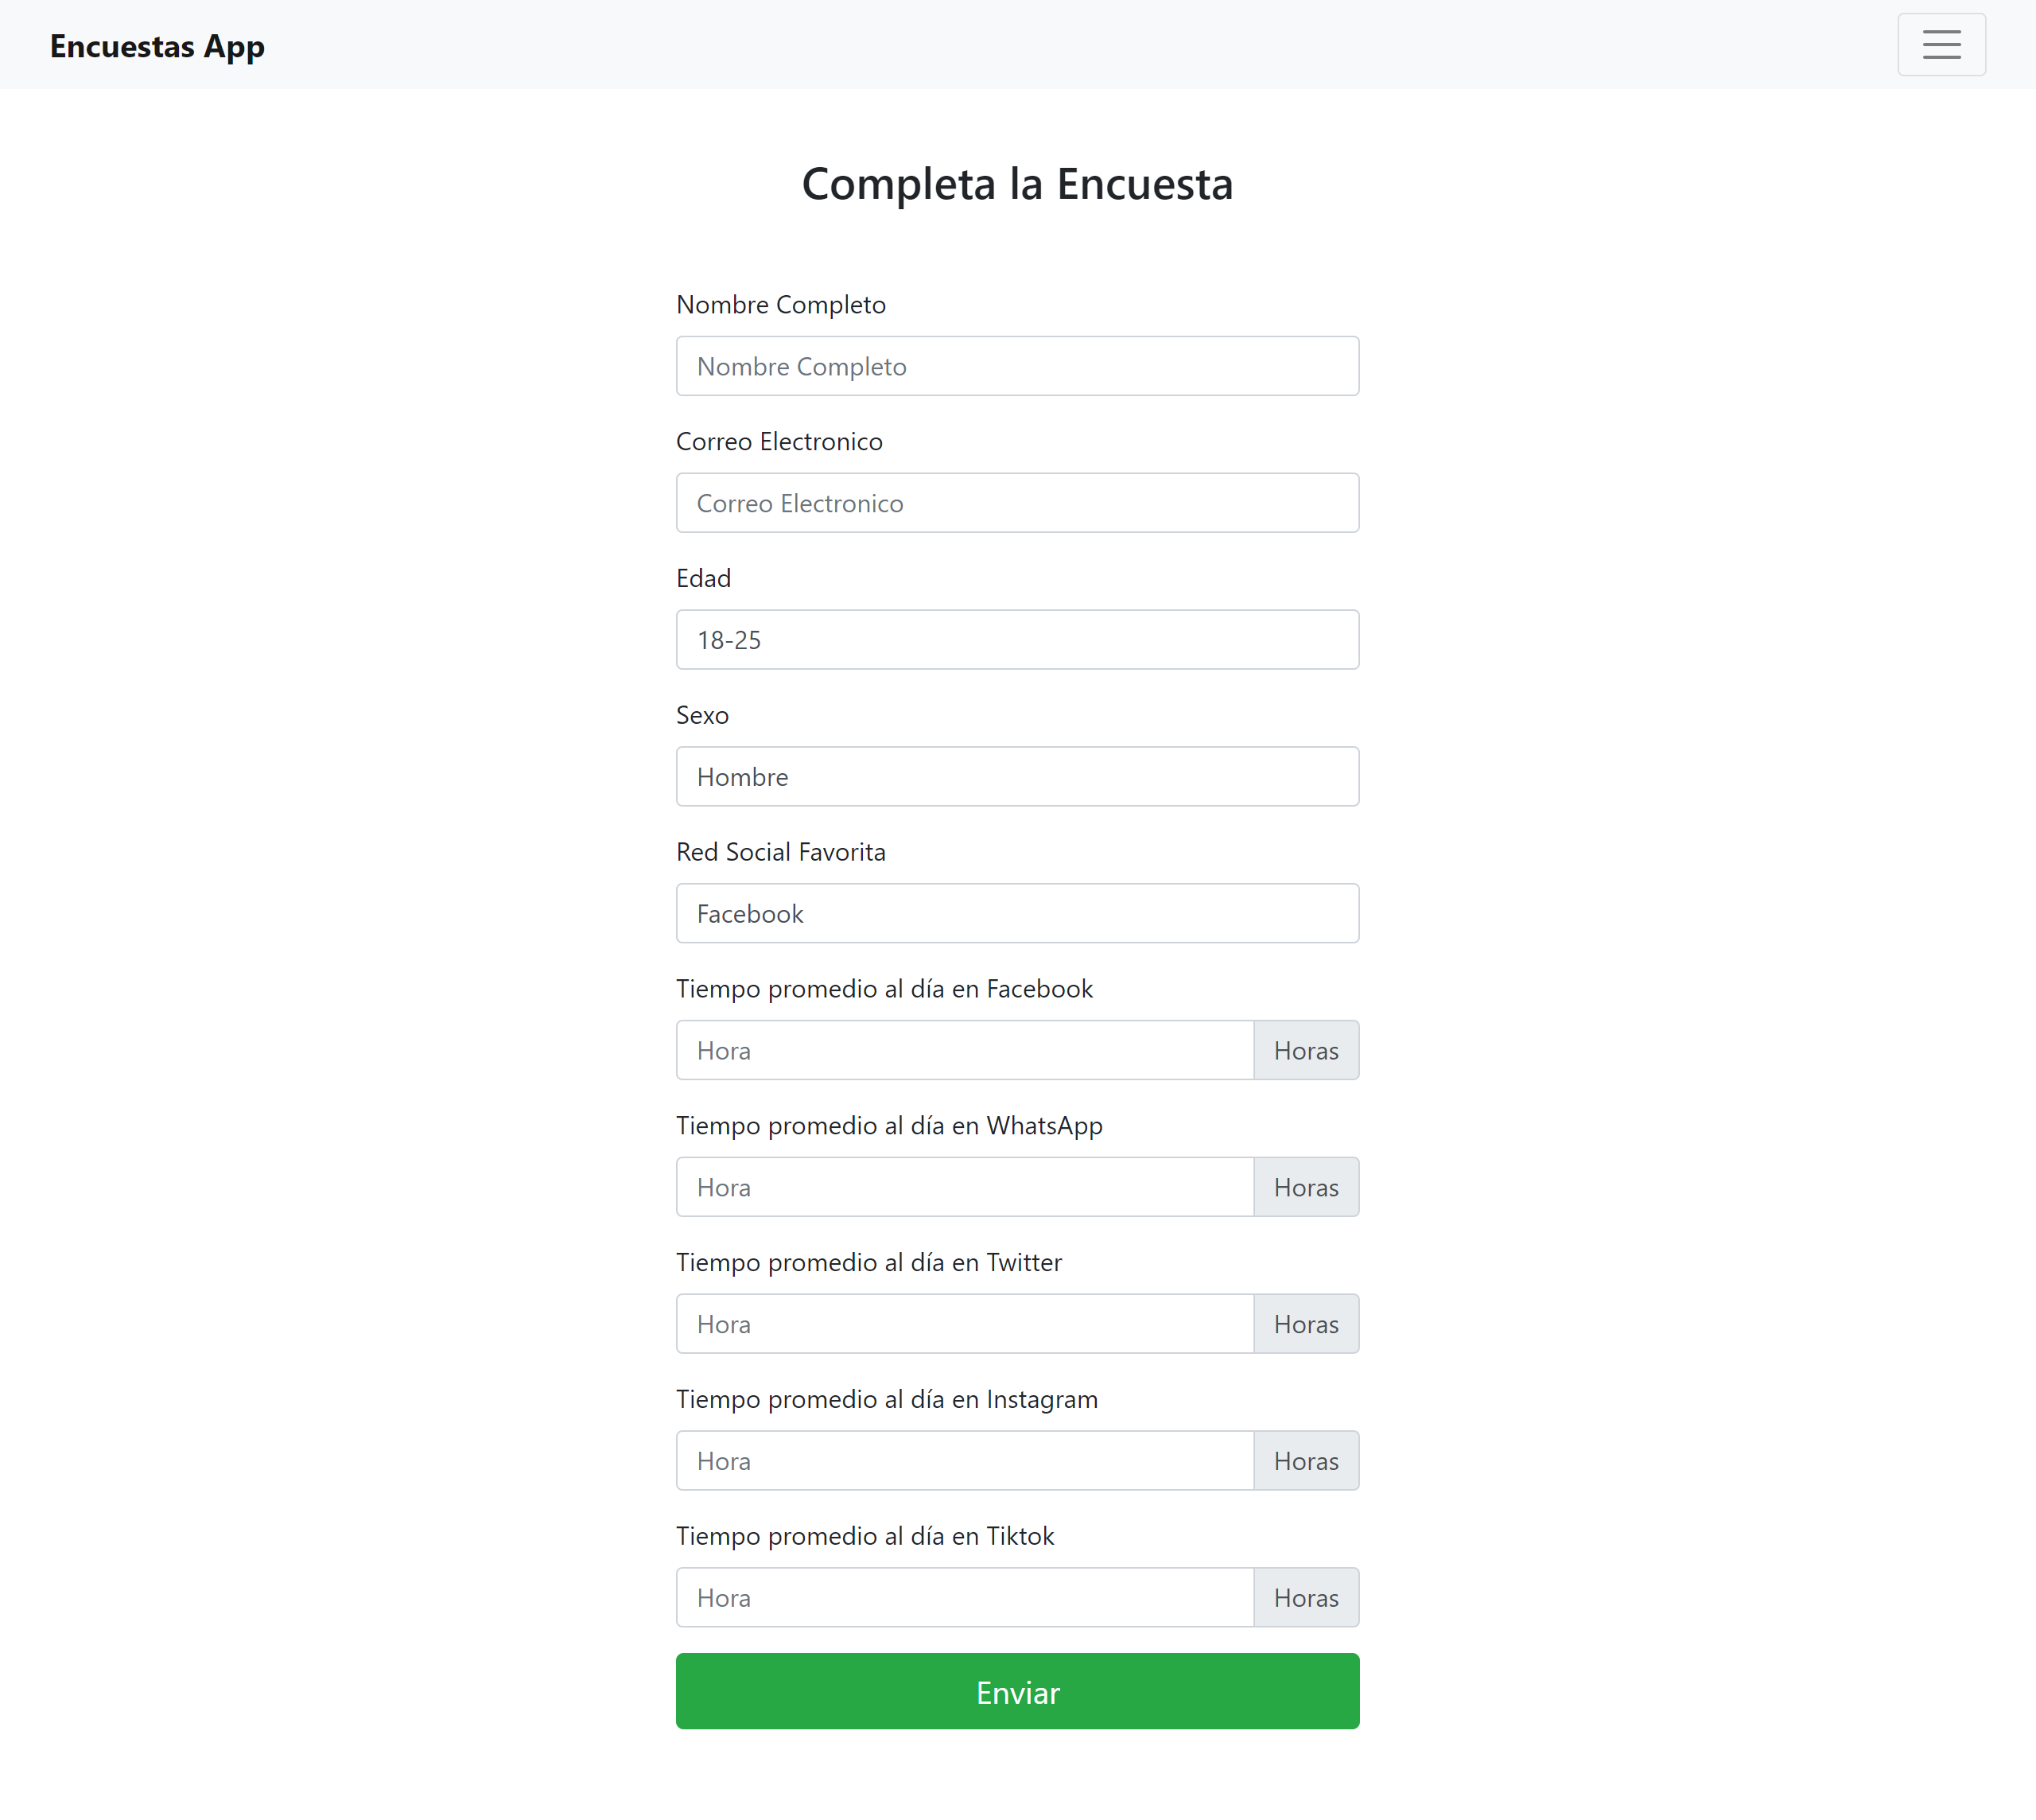 Encuestas App
Completa la Encuesta
Nombre Completo
Nombre Completo
Correo Electronico
Correo Electronico
Edad
18-25
Sexo
Hombre
Red Social Favorita
Facebook
Tiempo promedio al día en Facebook
Hora Horas
Tiempo promedio al día en WhatsApp
Hora Horas
Tiempo promedio al día en Twitter
Hora Horas
Tiempo promedio al día en Instagram
Hora Horas
Tiempo promedio al día en Tiktok
Hora Horas
Enviar